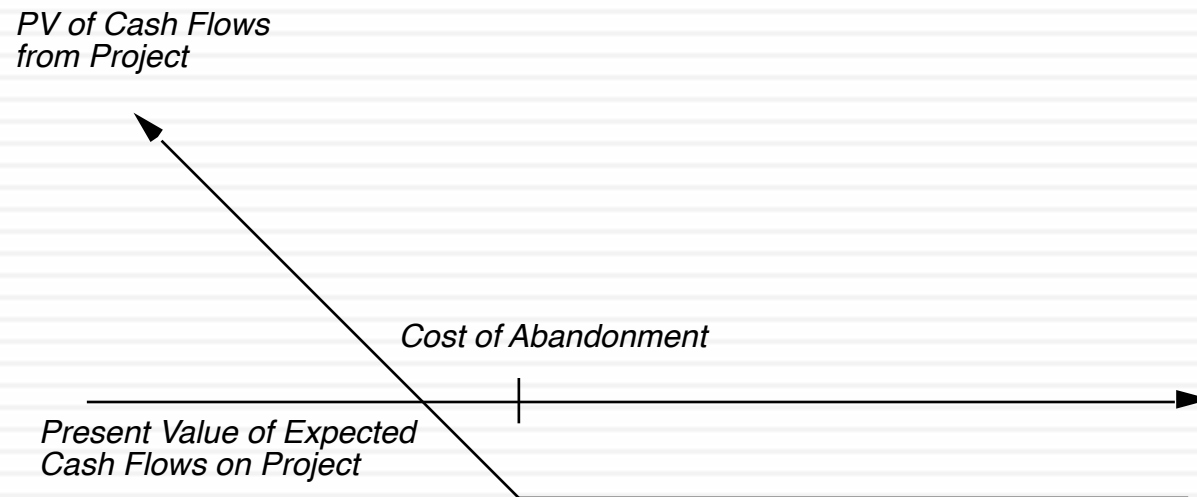 PV of Cash Flows
from Project
Cost of Abandonment
Present Value of Expected
Cash Flows on Project